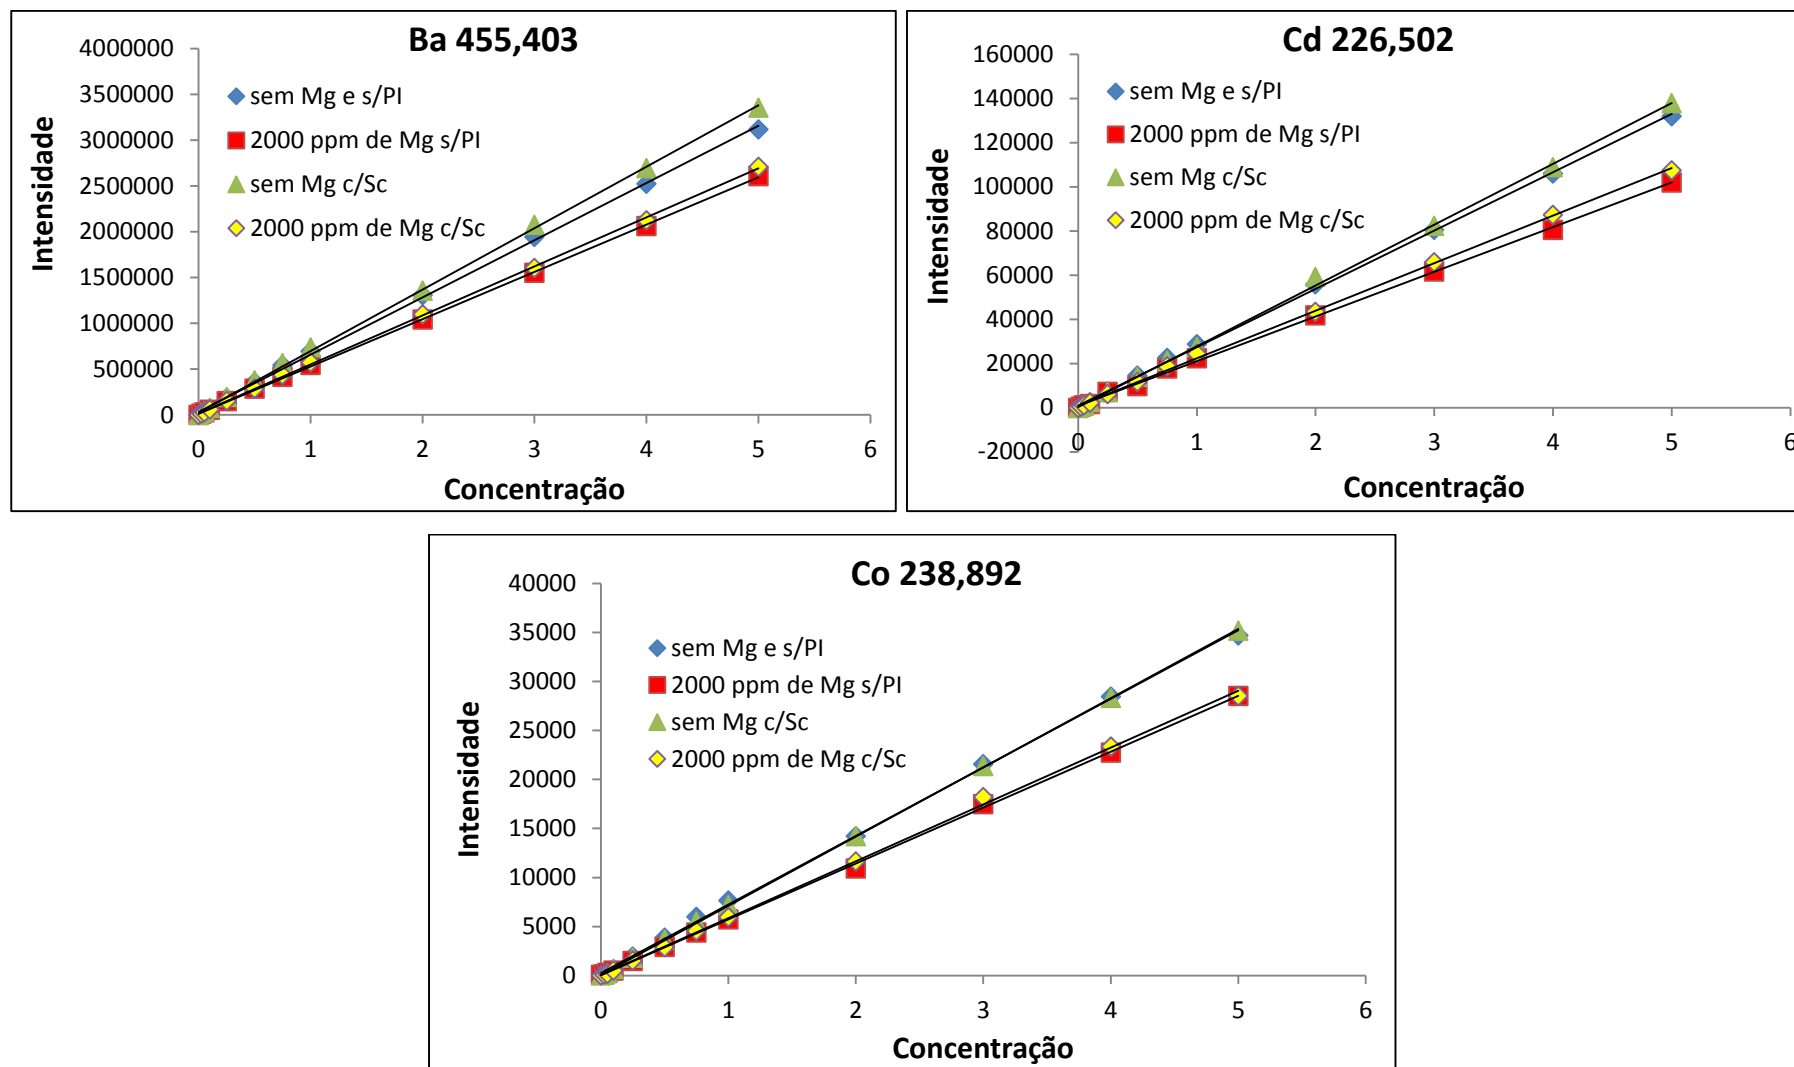 Ba 455,403
4000000
3500000
3000000
2500000
2000000
1500000
1000000
500000
0
Intensidade
sem Mg e s/PI
2000 ppm de Mg s/PI
sem Mg c/Sc
2000 ppm de Mg c/Sc
0 1 2 3 4 5 6
Concentração
Cd 226,502
160000
140000
120000
100000
80000
60000
40000
20000
0
-20000
Intensidade
sem Mg e s/PI
2000 ppm de Mg s/PI
sem Mg c/Sc
2000 ppm de Mg c/Sc
0 1 2 3 4 5 6
Concentração
Co 238,892
40000
35000
30000
25000
20000
15000
10000
5000
0
Intensidade
sem Mg e s/PI
2000 ppm de Mg s/PI
sem Mg c/Sc
2000 ppm de Mg c/Sc
0 1 2 3 4 5 6
Concentração